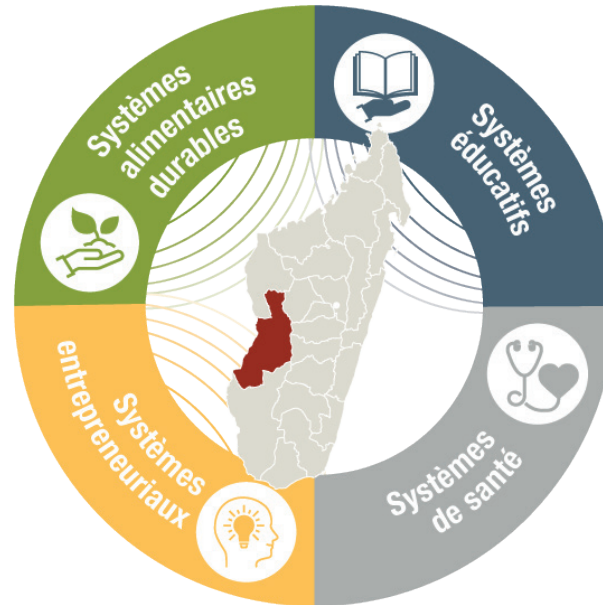 Systèmes
alimentaires
durables
Systèmes
éducatifs
Systèmes
entrepreneuriaux
Systèmes
de santé